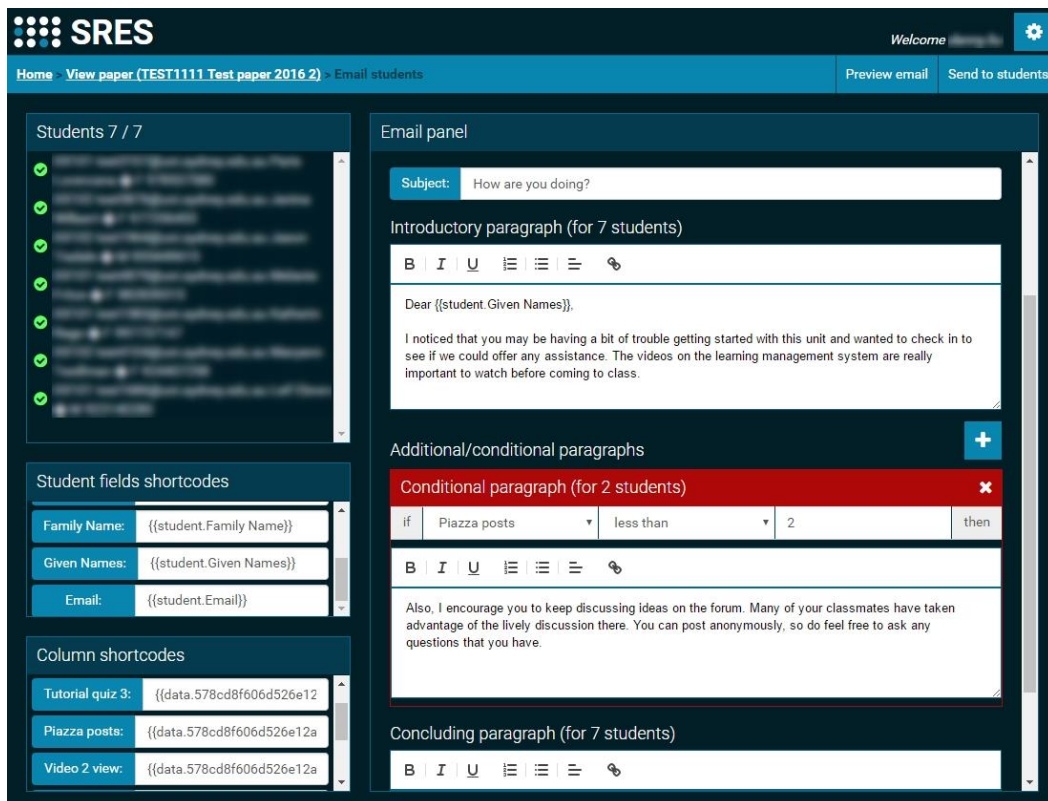 SRES
Welcome
Home > View paper (TEST1111 Test paper 2016 2) > Email students
Preview email
Send to students
Students 7 / 7
Student fields shortcodes
Family Name: {{student.Family Name}}
Given Names: {{student.Given Names}}
Email: {{student.Email}}
Column shortcodes
Tutorial quiz 3: {{data.578cd8f606d526e12
Piazza posts: {{data.578cd8f606d526e12a
Video 2 view: {{data.578cd8f606d526e12a
Email panel
Subject: How are you doing?
Introductory paragraph (for 7 students)
B I U
Dear {{student.Given Names}},
I noticed that you may be having a bit of trouble getting started with this unit and wanted to check in to
see if we could offer any assistance. The videos on the learning management system are really
important to watch before coming to class.
Additional/conditional paragraphs
Conditional paragraph (for 2 students)
if Piazza posts less than 2 then
B I U
Also, I encourage you to keep discussing ideas on the forum. Many of your classmates have taken
advantage of the lively discussion there. You can post anonymously, so do feel free to ask any
questions that you have.
Concluding paragraph (for 7 students)
B I U